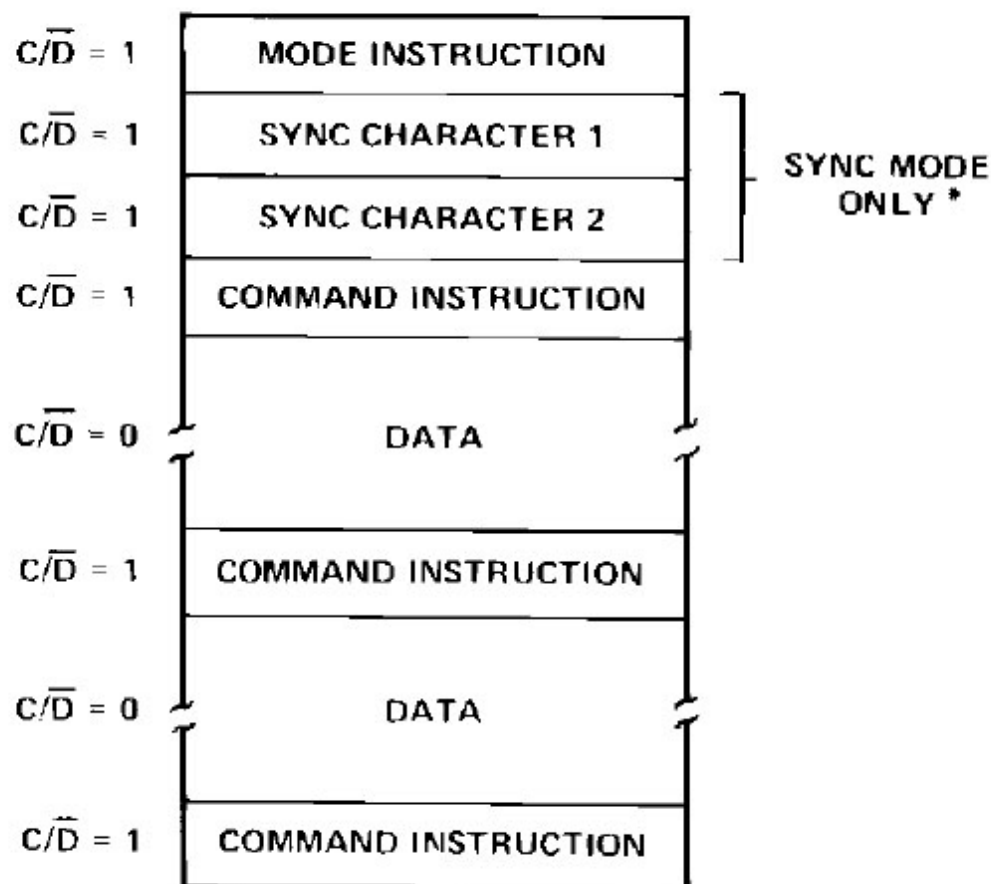 C/D̅ = 1 MODE INSTRUCTION
C/D̅ = 1 SYNC CHARACTER 1
SYNC MODE
ONLY *
C/D̅ = 1 SYNC CHARACTER 2
C/D̅ = 1 COMMAND INSTRUCTION
C/D̅ = 0 DATA
C/D̅ = 1 COMMAND INSTRUCTION
C/D̅ = 0 DATA
C/D̅ = 1 COMMAND INSTRUCTION